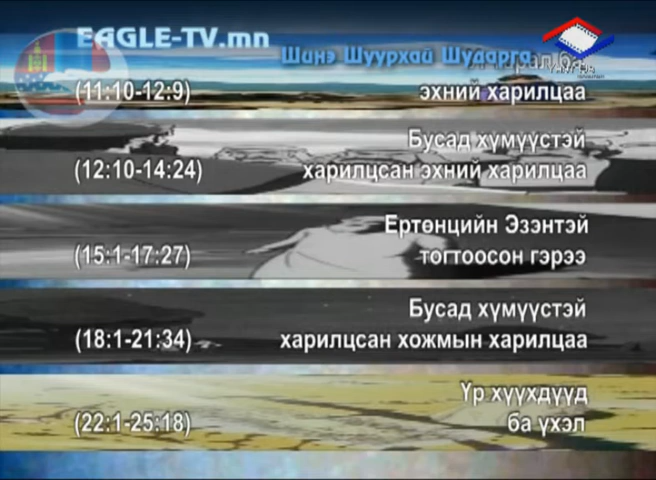 EAGLE-TV.mn
Шинэ Шуурхай Шударга
ба
(11:10-12:9) эхний харилцаа
Бусад хүмүүстэй
(12:10-14:24) харилцсан эхний харилцаа
Ертөнцийн Эзэнтэй
(15:1-17:27) тогтоосон гэрээ
Бусад хүмүүстэй
(18:1-21:34) харилцсан хожмын харилцаа
Үр хүүхдүүд
(22:1-25:18) ба үхэл